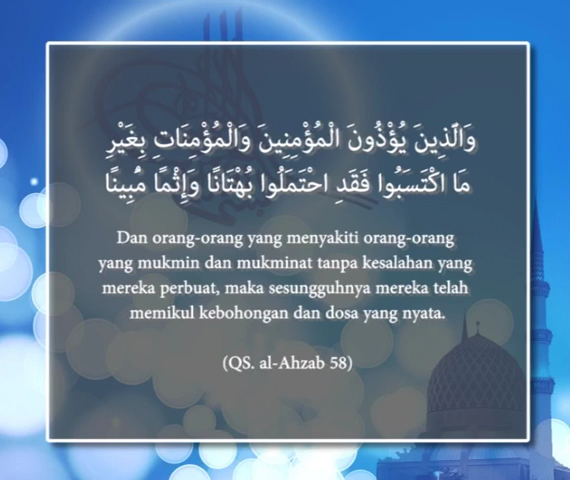 وَالَّذِينَ يُؤْذُونَ الْمُؤْمِنِينَ وَالْمُؤْمِنَاتِ بِغَيْرِ
مَا اكْتَسَبُوا فَقَدِ احْتَمَلُوا بُهْتَانًا وَإِثْمًا مُّبِينًا
Dan orang-orang yang menyakiti orang-orang
yang mukmin dan mukminat tanpa kesalahan yang
mereka perbuat, maka sesungguhnya mereka telah
memikul kebohongan dan dosa yang nyata.
(QS. al-Ahzab 58)